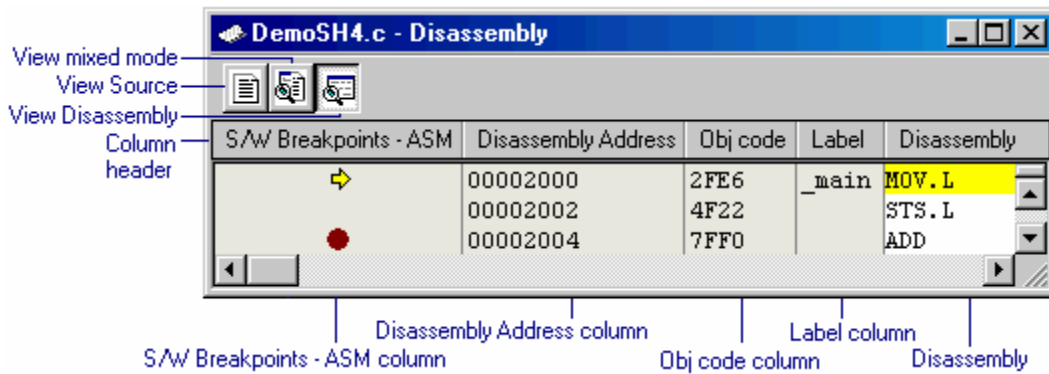 DemoSH4.c - Disassembly
View mixed mode
View Source
View Disassembly
Column
header
S/W Breakpoints - ASM Disassembly Address Obj code Label Disassembly
00002000 2FE6 _main MOV.L
00002002 4F22 STS.L
00002004 7FF0 ADD
Disassembly Address column Label column
S/W Breakpoints - ASM column Obj code column Disassembly